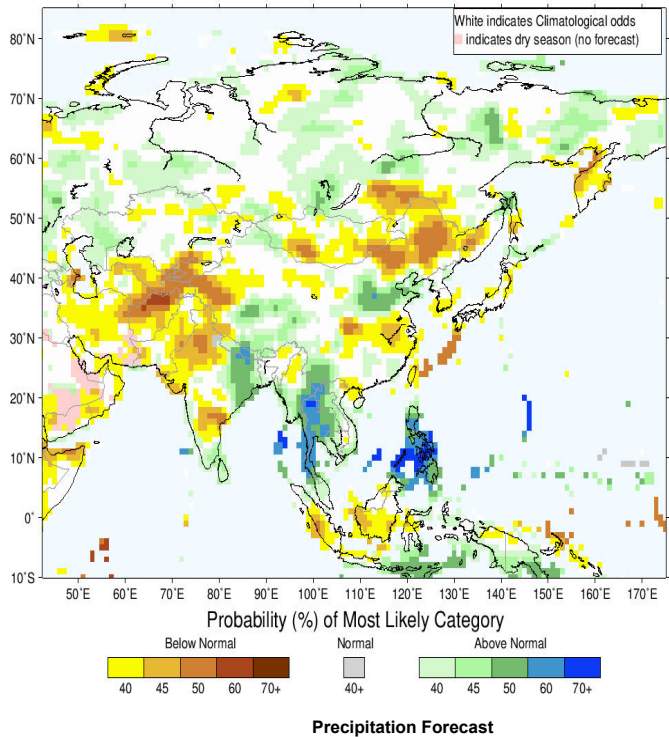 White indicates Climatological odds
indicates dry season (no forecast)
80˚N
70˚N
60˚N
50˚N
40˚N
30˚N
20˚N
10˚N
0˚
10˚S
50˚E 60˚E 70˚E 80˚E 90˚E 100˚E 110˚E 120˚E 130˚E 140˚E 150˚E 160˚E 170˚E
Probability (%) of Most Likely Category
Below Normal Normal Above Normal
40 45 50 60 70+ 40+ 40 45 50 60 70+
Precipitation Forecast